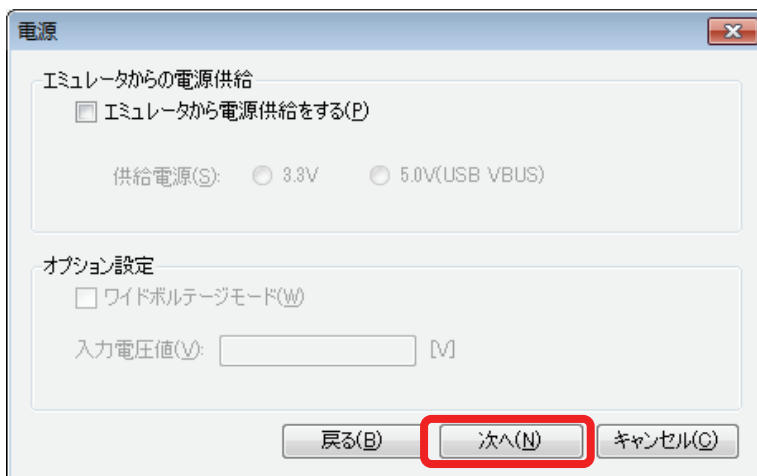 電源
エミュレータからの電源供給
エミュレータから電源供給をする(P)
供給電源(S): 3.3V 5.0V(USB VBUS)
オプション設定
ワイドボルテージモード(W)
入力電圧値(V): [V]
戻る(B) 次へ(N) キャンセル(C)